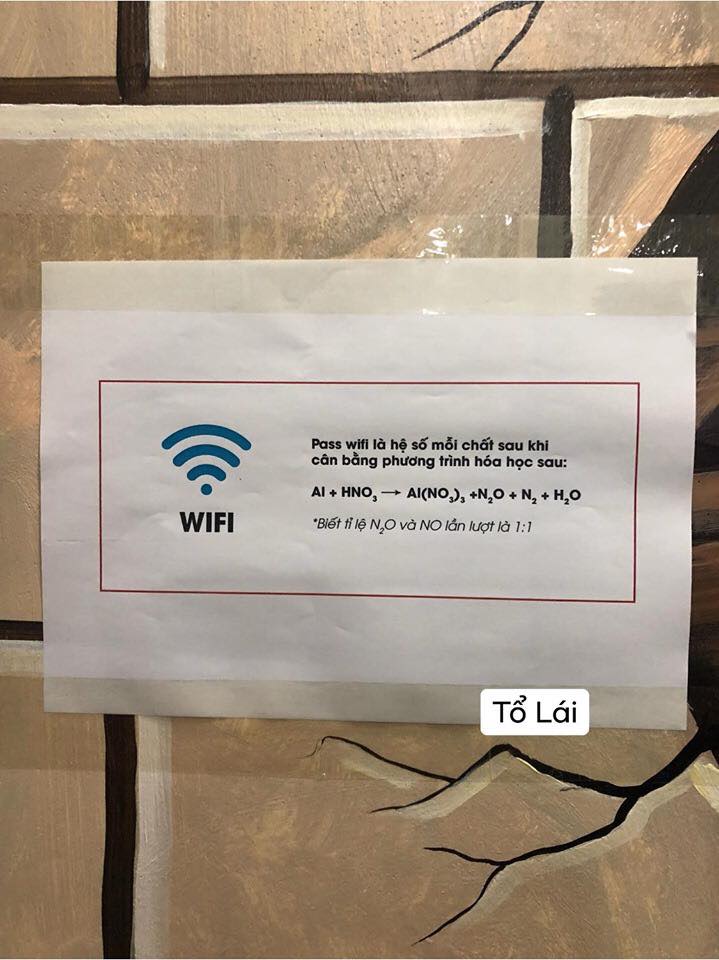 WIFI
Pass wifi là hệ số mỗi chất sau khi
cân bằng phương trình hóa học sau:
Al + HNO₃ → Al(NO₃)₃ +N₂O + N₂ + H₂O
*Biết tỉ lệ N₂O và NO lần lượt là 1:1
Tổ Lái